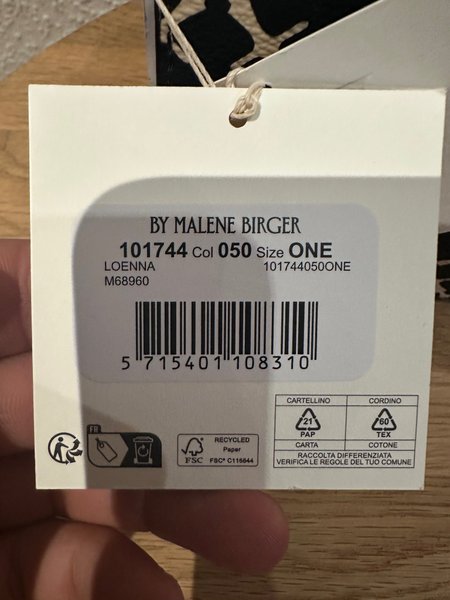 BY MALENE BIRGER
101744 Col 050 Size ONE
LOENNA 101744050ONE
M68960
5 715401 108310
FR
FSC
RECYCLED
Paper
FSC® C116644
CARTELLINO CORDINO
21 60
PAP TEX
CARTA COTONE
RACCOLTA DIFFERENZIATA
VERIFICA LE REGOLE DEL TUO COMUNE